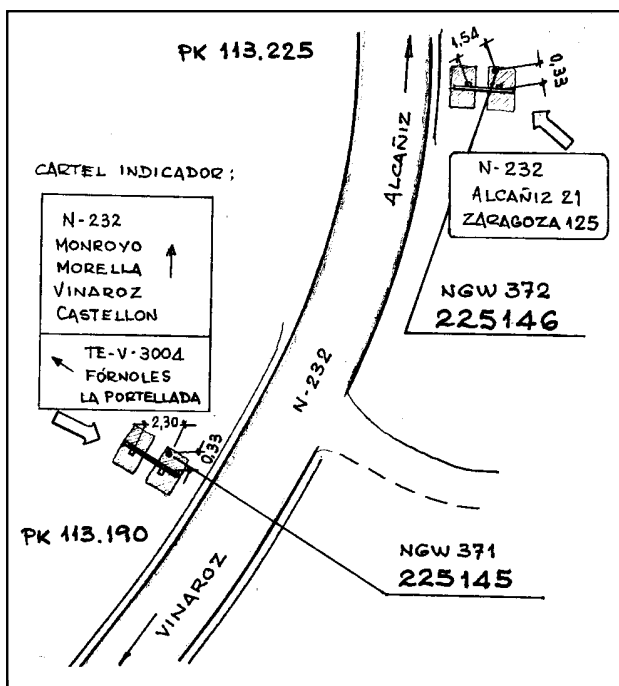 PK 113.225
1,54
0,33
ALCAÑIZ
CARTEL INDICADOR:
N-232
MONROYO
MORELLA
VINAROZ
CASTELLON
TE-V-3004
FÓRNOLES
LA PORTELLADA
N-232
ALCAÑIZ 21
ZARAGOZA 125
NGW 372
225146
N-232
2,30
0,33
PK 113.190
NGW 371
225145
VINAROZ